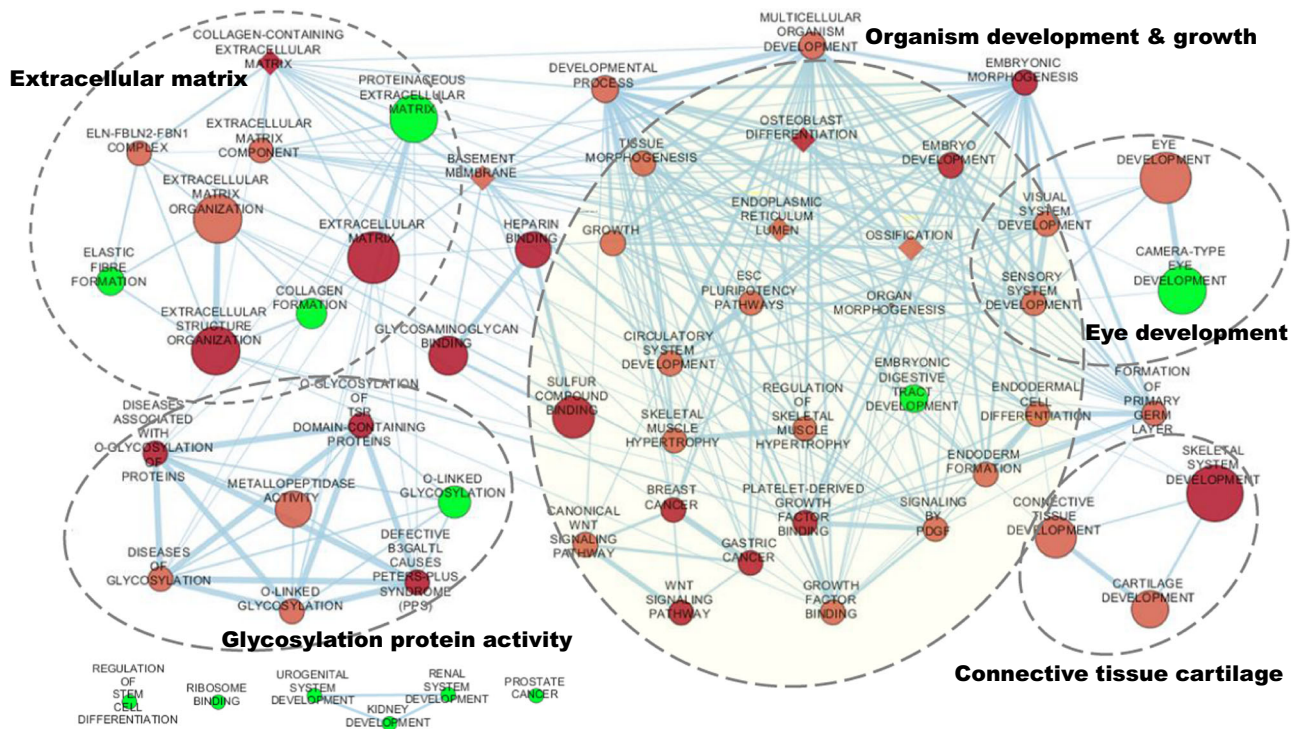 Extracellular matrix
COLLAGEN-CONTAINING
EXTRACELLULAR
MATRIX
PROTEINACEOUS
EXTRACELLULAR
MATRIX
ELN-FBLN2-FBN1
COMPLEX
EXTRACELLULAR
MATRIX
COMPONENT
EXTRACELLULAR
MATRIX
ORGANIZATION
EXTRACELLULAR
MATRIX
ELASTIC
FIBRE
FORMATION
COLLAGEN
FORMATION
EXTRACELLULAR
STRUCTURE
ORGANIZATION
BASEMENT
MEMBRANE
HEPARIN
BINDING
GLYCOSAMINOGLYCAN
BINDING
SULFUR
COMPOUND
BINDING
Organism development & growth
MULTICELLULAR
ORGANISM
DEVELOPMENT
DEVELOPMENTAL
PROCESS
EMBRYONIC
MORPHOGENESIS
OSTEOBLAST
DIFFERENTIATION
TISSUE
MORPHOGENESIS
EMBRYO
DEVELOPMENT
GROWTH
ENDOPLASMIC
RETICULUM
LUMEN
OSSIFICATION
ESC
PLURIPOTENCY
PATHWAYS
ORGAN
MORPHOGENESIS
CIRCULATORY
SYSTEM
DEVELOPMENT
EMBRYONIC
DIGESTIVE
TRACT
DEVELOPMENT
SKELETAL
MUSCLE
HYPERTROPHY
REGULATION
OF
SKELETAL
MUSCLE
HYPERTROPHY
ENDODERMAL
CELL
DIFFERENTIATION
ENDODERM
FORMATION
FORMATION
OF
PRIMARY
GERM
LAYER
BREAST
CANCER
PLATELET-DERIVED
GROWTH
FACTOR
BINDING
SIGNALING
BY
PDGF
CANONICAL
WNT
SIGNALING
PATHWAY
GASTRIC
CANCER
WNT
SIGNALING
PATHWAY
GROWTH
FACTOR
BINDING
EYE
DEVELOPMENT
VISUAL
SYSTEM
DEVELOPMENT
CAMERA-TYPE
EYE
DEVELOPMENT
SENSORY
SYSTEM
DEVELOPMENT
Eye development
SKELETAL
SYSTEM
DEVELOPMENT
CONNECTIVE
TISSUE
DEVELOPMENT
CARTILAGE
DEVELOPMENT
Connective tissue cartilage
O-GLYCOSYLATION
OF
TSR
DOMAIN-CONTAINING
PROTEINS
DISEASES
ASSOCIATED
WITH
O-GLYCOSYLATION
OF
PROTEINS
METALLOPEPTIDASE
ACTIVITY
O-LINKED
GLYCOSYLATION
DISEASES
OF
GLYCOSYLATION
DEFECTIVE
B3GALTL
CAUSES
PETERS-PLUS
SYNDROME
(PPS)
O-LINKED
GLYCOSYLATION
Glycosylation protein activity
REGULATION
OF
STEM
CELL
DIFFERENTIATION
RIBOSOME
BINDING
UROGENITAL
SYSTEM
DEVELOPMENT
RENAL
SYSTEM
DEVELOPMENT
KIDNEY
DEVELOPMENT
PROSTATE
CANCER